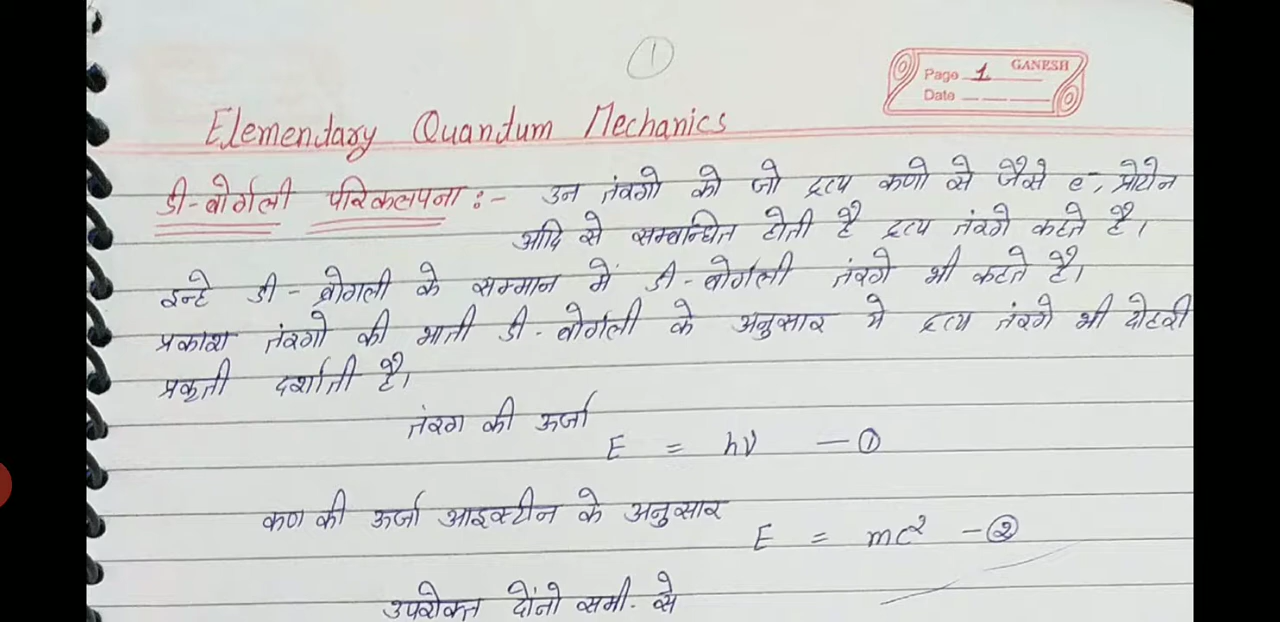 1
GANESH
Page 1
Date
Elementary Quantum Mechanics
डी-बोर्गली परिकलपना :- उन तंरगो को जो द्रव्य कणो से जैसे e-, प्रोटोन
आदि से सम्बन्धित होती है द्रव्य तंरगे कहते है।
इन्हे डी-ब्रोगली के सम्मान में डी-बोर्गली तंरगे भी कहते है।
प्रकाश तंरगो की भाती डी-बोर्गली के अनुसार मे द्रव्य तंरगे भी दोहरी
प्रकृती दर्शाती है।
तंरग की ऊर्जा
E = hν — ①
कण की ऊर्जा आइस्टीन के अनुसार
E = mc² - ②
उपरोक्त दोंनो समी. से